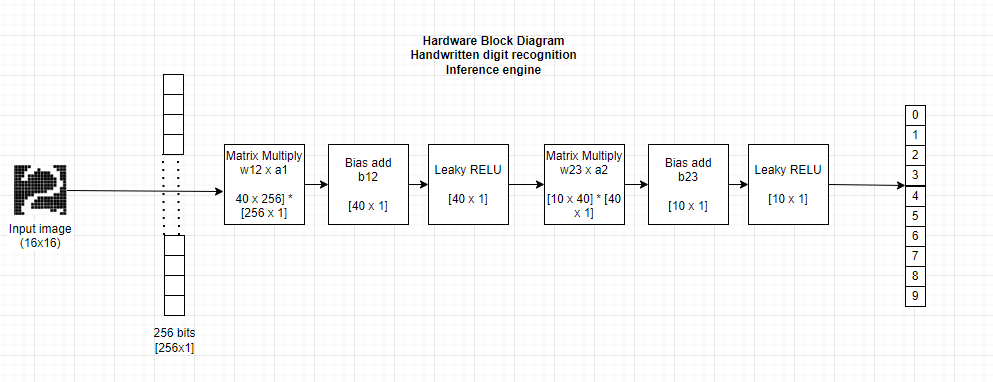 Hardware Block Diagram
Handwritten digit recognition
Inference engine
Input image
(16x16)
256 bits
[256x1]
Matrix Multiply
w12 x a1
40 x 256] *
[256 x 1]
Bias add
b12
[40 x 1]
Leaky RELU
[40 x 1]
Matrix Multiply
w23 x a2
[10 x 40] * [40
x 1]
Bias add
b23
[10 x 1]
Leaky RELU
[10 x 1]
0
1
2
3
4
5
6
7
8
9